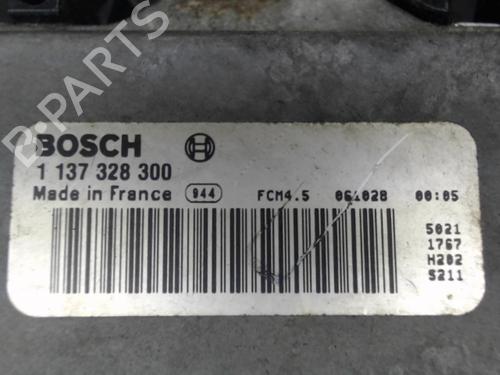 B-PARTS
BOSCH
1 137 328 300
Made in France 944 FCM4.5 061028 00:05
5021
1767
H202
S211